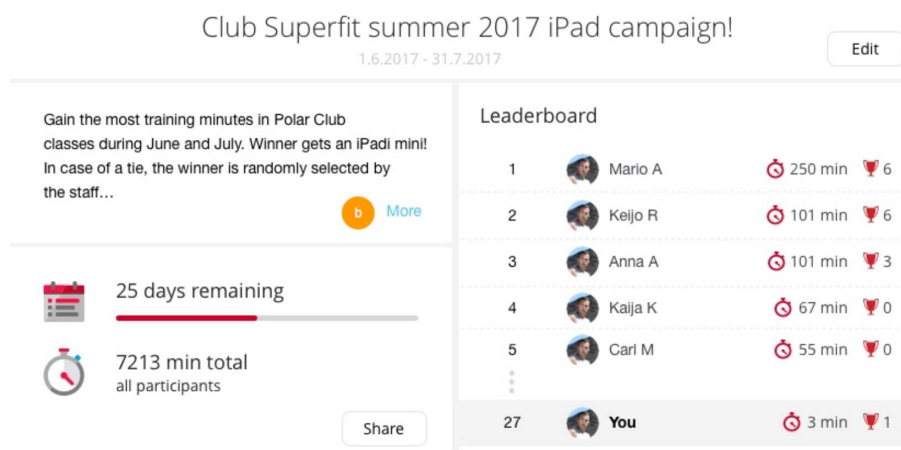 Club Superfit summer 2017 iPad campaign!
1.6.2017 - 31.7.2017
Edit
Gain the most training minutes in Polar Club
classes during June and July. Winner gets an iPadi mini!
In case of a tie, the winner is randomly selected by
the staff...
b
More
25 days remaining
7213 min total
all participants
Share
Leaderboard
1 Mario A 250 min 6
2 Keijo R 101 min 6
3 Anna A 101 min 3
4 Kaija K 67 min 0
5 Carl M 55 min 0
27 You 3 min 1